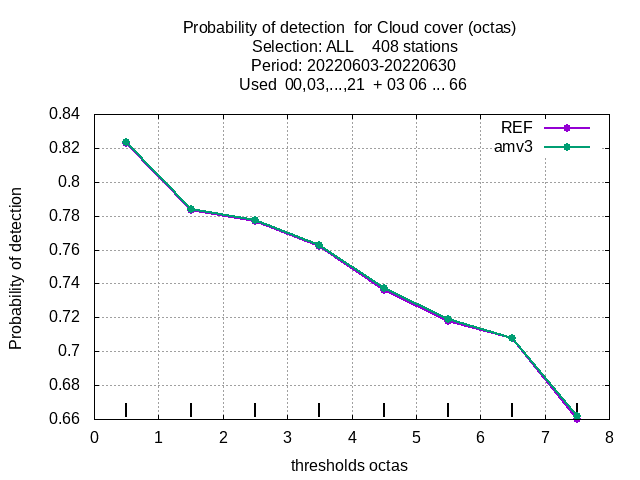 Probability of detection  for Cloud cover (octas)
Selection: ALL    408 stations
Period: 20220603-20220630
Used  00,03,...,21  + 03 06 ... 66
REF
amv3
Probability of detection
0.84
0.82
0.8
0.78
0.76
0.74
0.72
0.7
0.68
0.66
0 1 2 3 4 5 6 7 8
thresholds octas